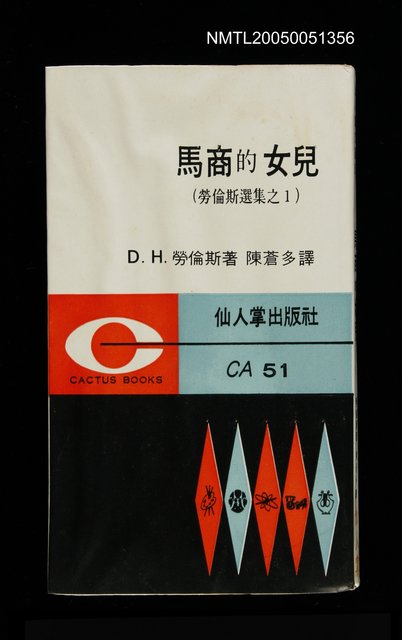 NMTL20050051356
馬商的女兒
(勞倫斯選集之1)
D. H. 勞倫斯著 陳蒼多譯
仙人掌出版社
CACTUS BOOKS
CA 51